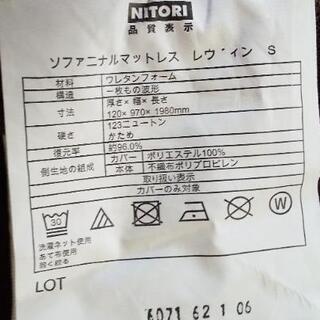 NITORI
品質表示
ソファニナルマットレス レヴィン S
材料 ウレタンフォーム
構造 一枚もの波形
寸法 厚さ× 幅× 長さ
120× 970× 1980mm
硬さ 123ニュートン
かため
復元率 約96.0%
側生地の組成 カバー ポリエステル100%
本体 不織布ポリプロピレン
取り扱い表示
カバーのみ対象
30 W
洗濯ネット使用
あて布使用
弱く絞る
LOT
6071 62 1 06